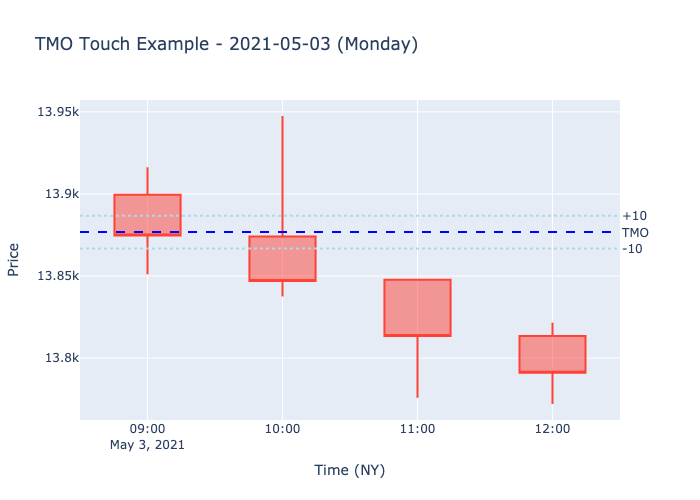 TMO Touch Example - 2021-05-03 (Monday)
13.95k
13.9k
+10
TMO
-10
13.85k
13.8k
Price
09:00
10:00
11:00
12:00
May 3, 2021
Time (NY)